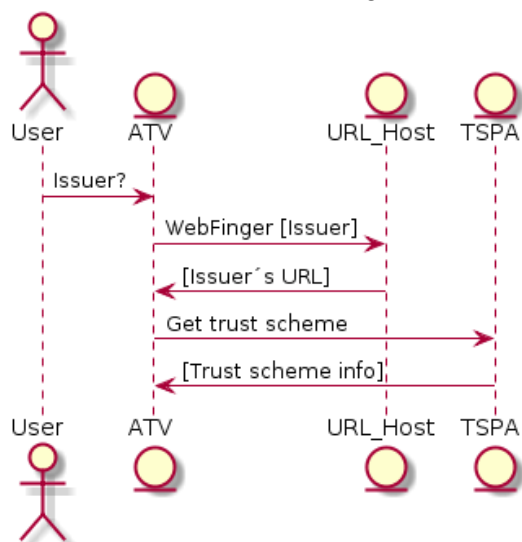 User ATV URL_Host TSPA
Issuer?
WebFinger [Issuer]
[Issuer´s URL]
Get trust scheme
[Trust scheme info]
User ATV URL_Host TSPA